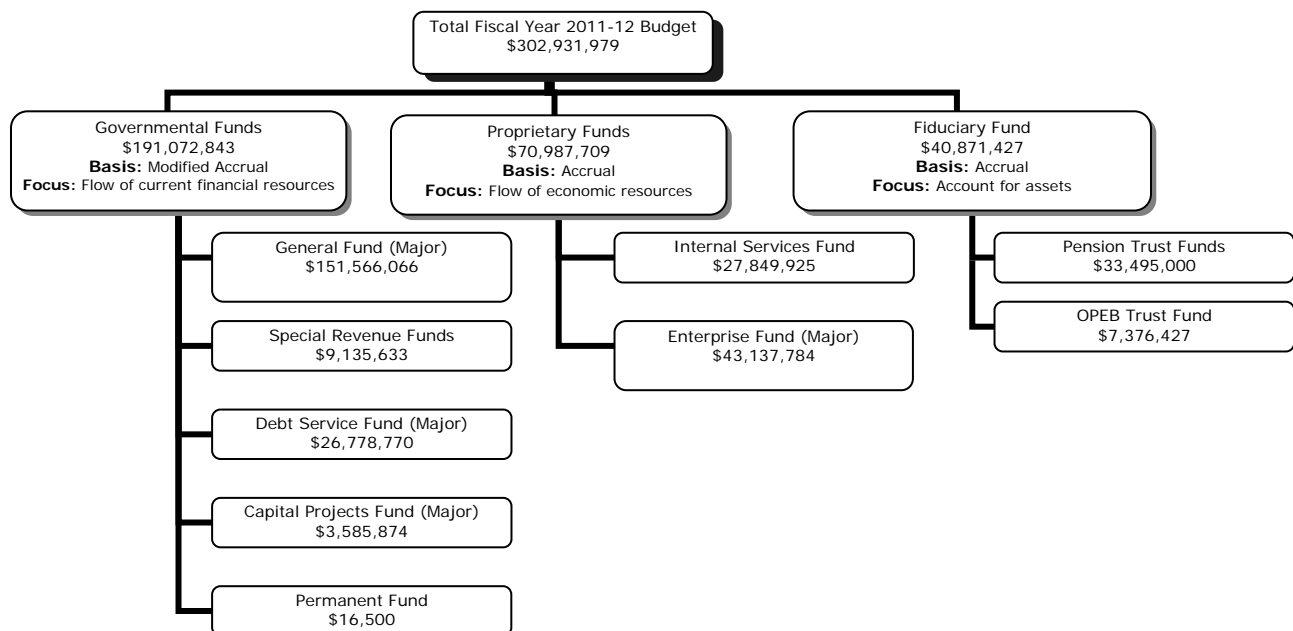 Total Fiscal Year 2011-12 Budget
$302,931,979
Governmental Funds
$191,072,843
Basis: Modified Accrual
Focus: Flow of current financial resources
Proprietary Funds
$70,987,709
Basis: Accrual
Focus: Flow of economic resources
Fiduciary Fund
$40,871,427
Basis: Accrual
Focus: Account for assets
General Fund (Major)
$151,566,066
Special Revenue Funds
$9,135,633
Debt Service Fund (Major)
$26,778,770
Capital Projects Fund (Major)
$3,585,874
Permanent Fund
$16,500
Internal Services Fund
$27,849,925
Enterprise Fund (Major)
$43,137,784
Pension Trust Funds
$33,495,000
OPEB Trust Fund
$7,376,427